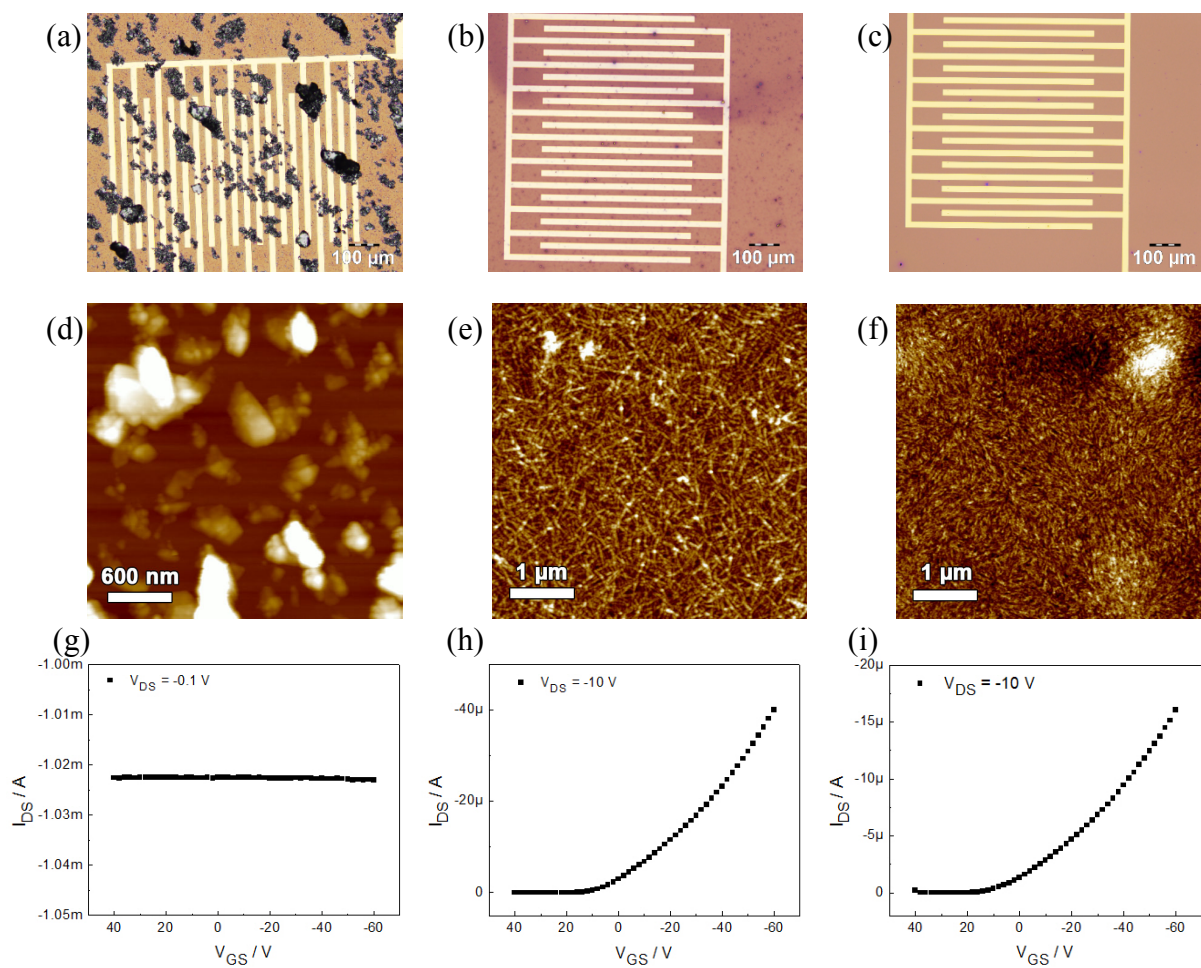 (a)
(b)
(c)
100 µm
100 µm
100 µm
(d)
(e)
(f)
600 nm
1 µm
1 µm
(g)
(h)
(i)
-1.00m
-1.01m
-1.02m
-1.03m
-1.04m
-1.05m
I_DS / A
V_DS = -0.1 V
40 20 0 -20 -40 -60
V_GS / V
-40µ
-20µ
0
I_DS / A
V_DS = -10 V
40 20 0 -20 -40 -60
V_GS / V
-20µ
-15µ
-10µ
-5µ
0
I_DS / A
V_DS = -10 V
40 20 0 -20 -40 -60
V_GS / V